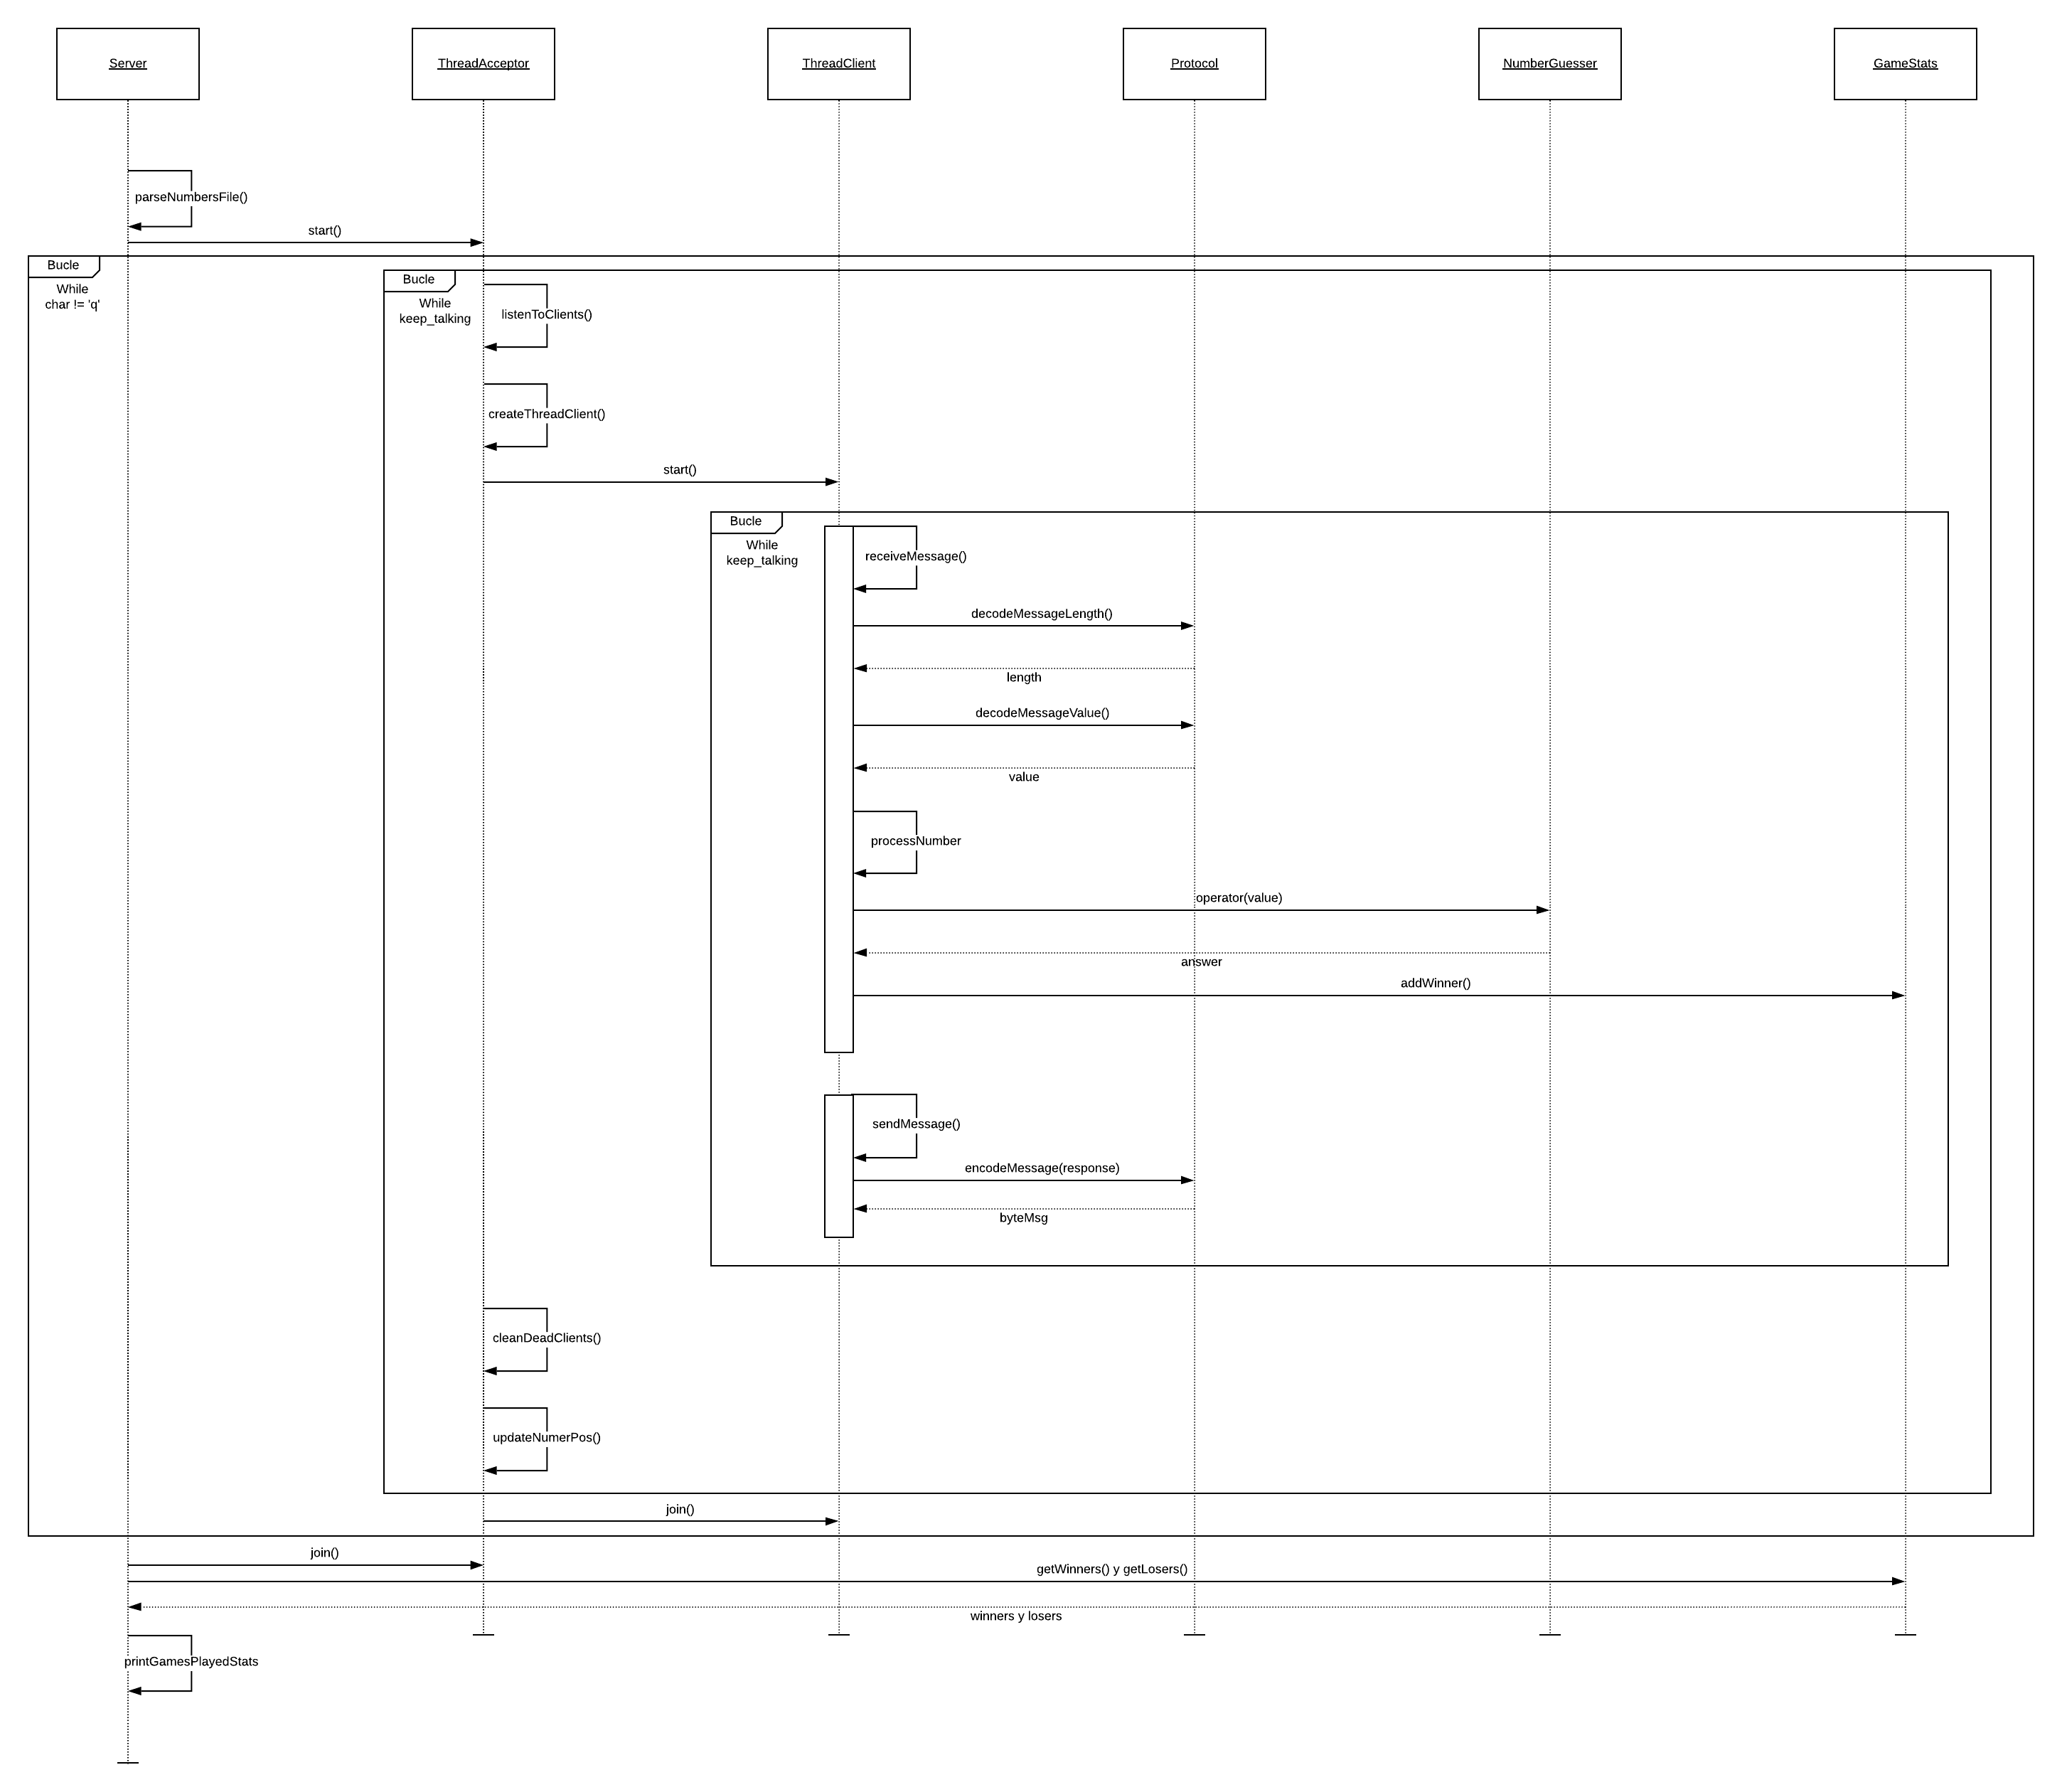 Server
ThreadAcceptor
ThreadClient
Protocol
NumberGuesser
GameStats
parseNumbersFile()
start()
Bucle
While
char != 'q'
Bucle
While
keep_talking
listenToClients()
createThreadClient()
start()
Bucle
While
keep_talking
receiveMessage()
decodeMessageLength()
length
decodeMessageValue()
value
processNumber
operator(value)
answer
addWinner()
sendMessage()
encodeMessage(response)
byteMsg
cleanDeadClients()
updateNumerPos()
join()
join()
getWinners() y getLosers()
winners y losers
printGamesPlayedStats